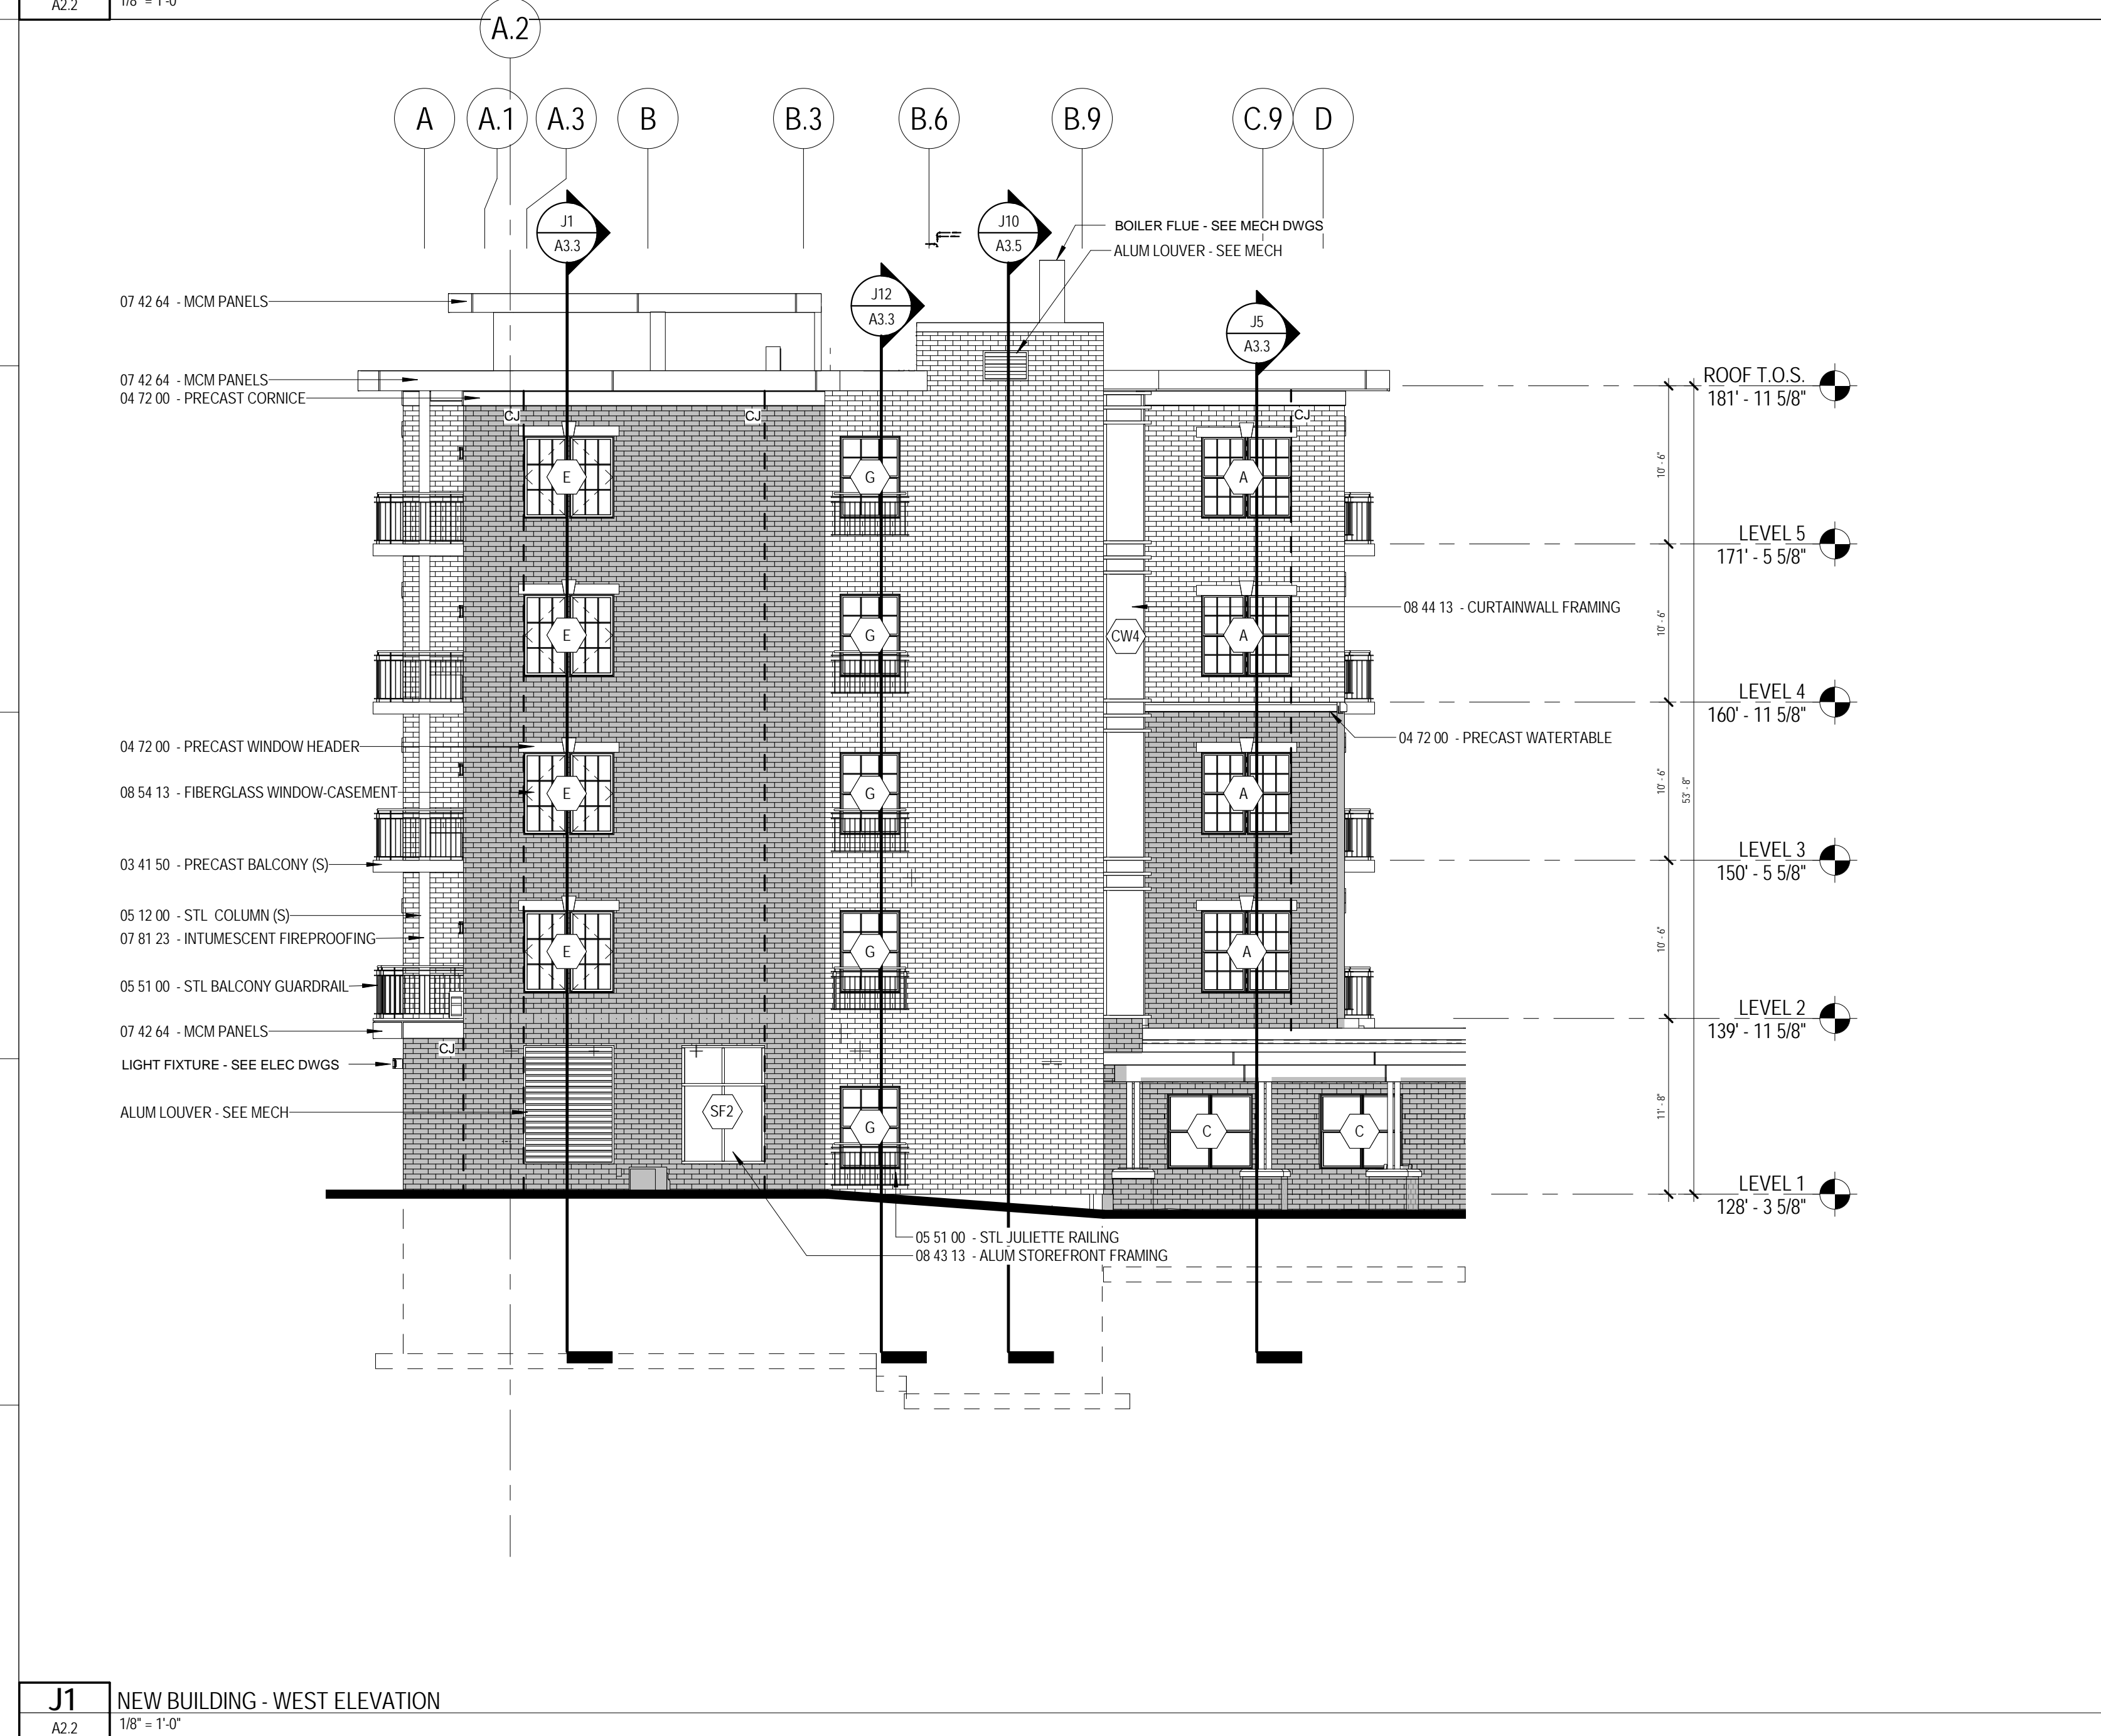 A2.2
1/8" = 1'-0"
A.2
A
A.1
A.3
B
B.3
B.6
B.9
C.9
D
J1
A3.3
J10
A3.5
BOILER FLUE - SEE MECH DWGS
ALUM LOUVER - SEE MECH
J12
A3.3
J5
A3.3
07 42 64 - MCM PANELS
07 42 64 - MCM PANELS
04 72 00 - PRECAST CORNICE
ROOF T.O.S.
181' - 11 5/8"
CJ
CJ
CJ
10' - 6"
E
G
A
LEVEL 5
171' - 5 5/8"
08 44 13 - CURTAINWALL FRAMING
10' - 6"
E
G
CW4
A
LEVEL 4
160' - 11 5/8"
04 72 00 - PRECAST WATERTABLE
04 72 00 - PRECAST WINDOW HEADER
08 54 13 - FIBERGLASS WINDOW-CASEMENT
E
G
A
10' - 6"
53' - 8"
LEVEL 3
150' - 5 5/8"
03 41 50 - PRECAST BALCONY (S)
05 12 00 - STL COLUMN (S)
07 81 23 - INTUMESCENT FIREPROOFING
E
G
A
10' - 6"
05 51 00 - STL BALCONY GUARDRAIL
LEVEL 2
139' - 11 5/8"
07 42 64 - MCM PANELS
CJ
LIGHT FIXTURE - SEE ELEC DWGS
ALUM LOUVER - SEE MECH
SF2
G
C
C
11' - 8"
LEVEL 1
128' - 3 5/8"
05 51 00 - STL JULIETTE RAILING
08 43 13 - ALUM STOREFRONT FRAMING
J1
NEW BUILDING - WEST ELEVATION
A2.2
1/8" = 1'-0"